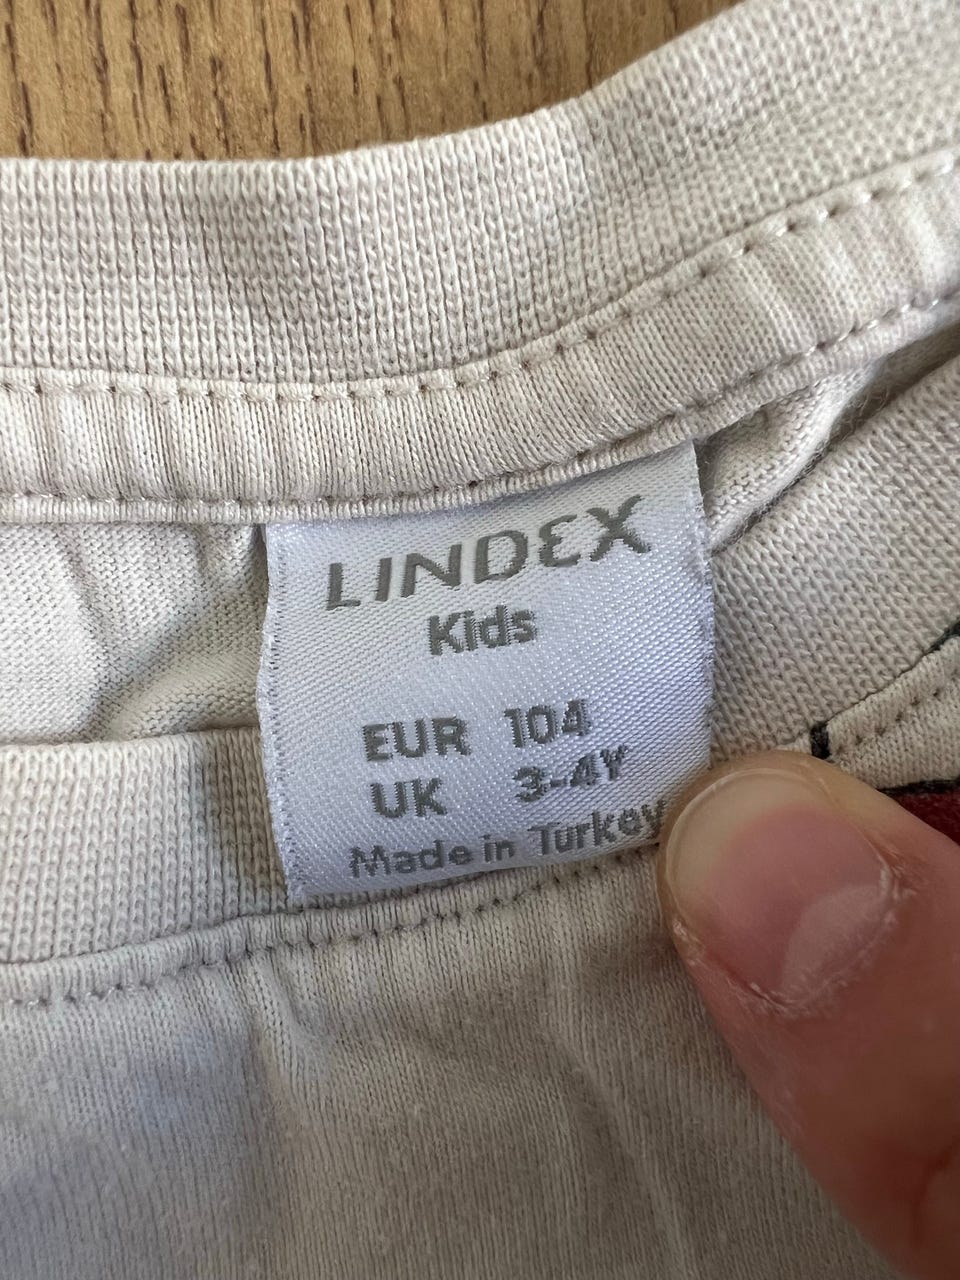 LINDEX
Kids
EUR 104
UK 3-4Y
Made in Turkey